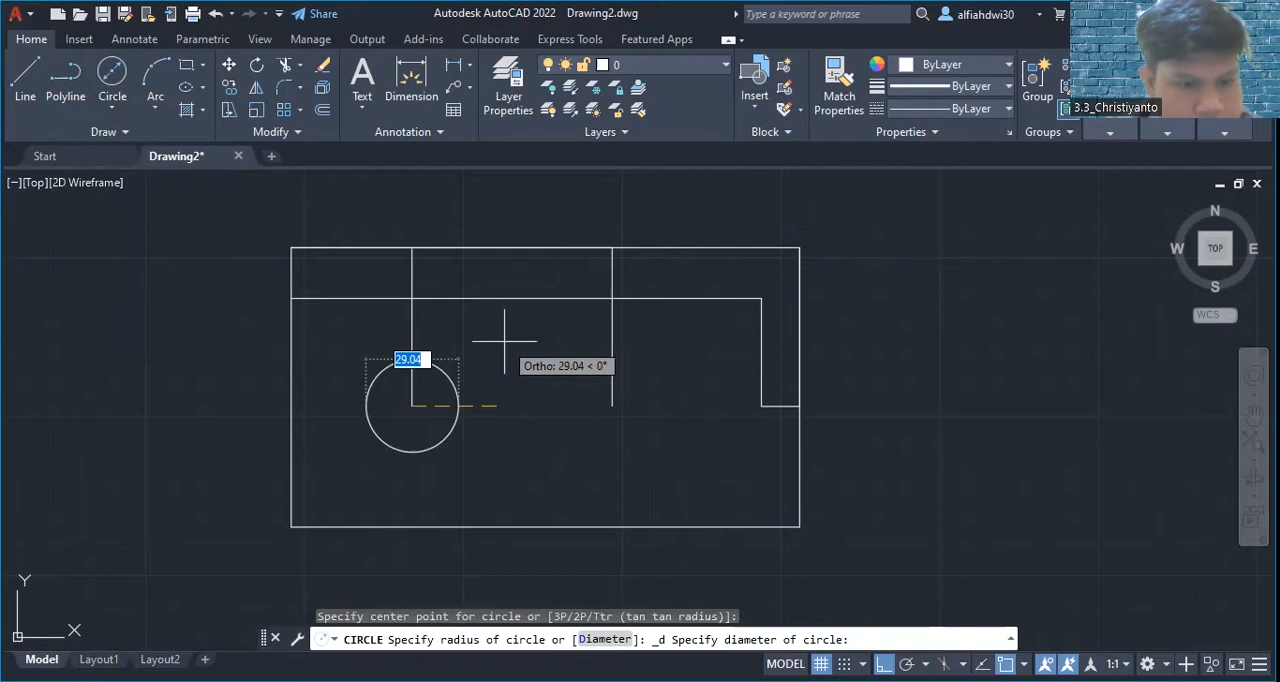 Share
Autodesk AutoCAD 2022 Drawing2.dwg
Type a keyword or phrase
alfiahdwi30
Home Insert Annotate Parametric View Manage Output Add-ins Collaborate Express Tools Featured Apps
Line Polyline Circle Arc
Text Dimension
Layer Properties
0
Insert
Match Properties
ByLayer
ByLayer
ByLayer
Group
3.3_Christiyanto
Draw Modify Annotation Layers Block Properties Groups
Start Drawing2*
[−][Top][2D Wireframe]
N
W TOP E
S
WCS
29.04
Ortho: 29.04 < 0°
Y
X
Specify center point for circle or [3P/2P/Ttr (tan tan radius)]:
CIRCLE Specify radius of circle or [Diameter]: _d Specify diameter of circle:
Model Layout1 Layout2
MODEL 1:1